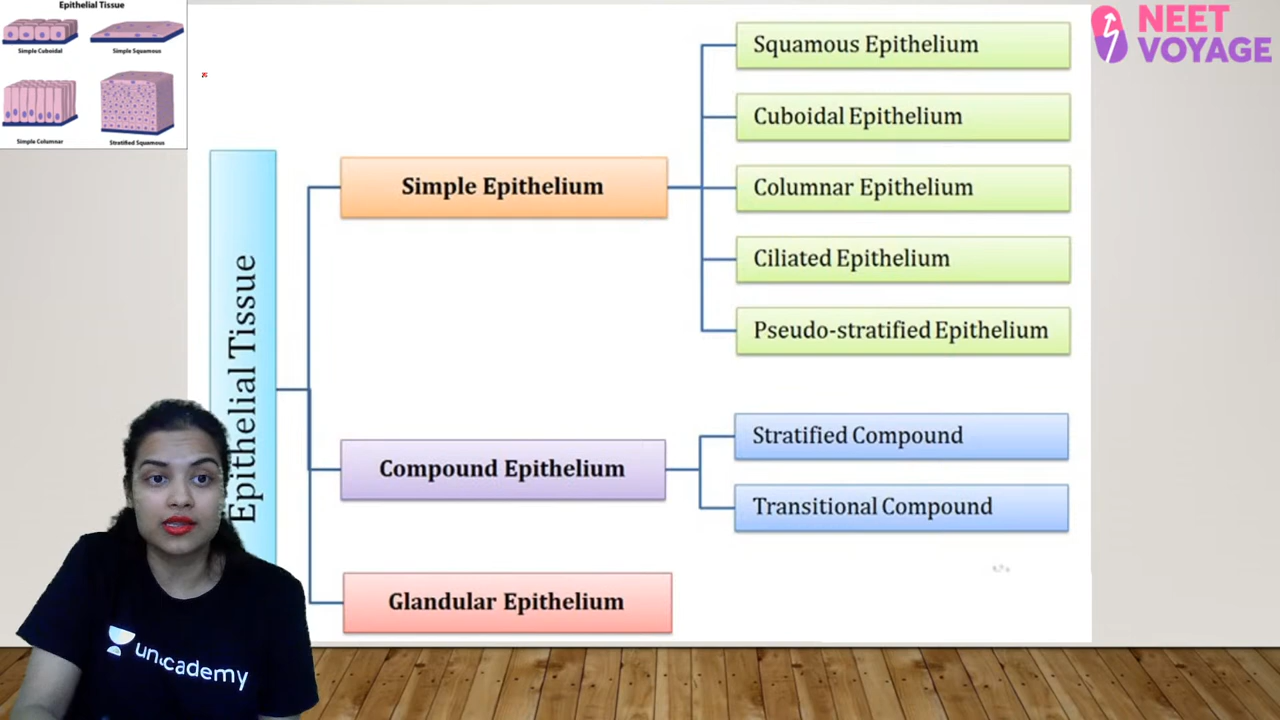 Epithelial Tissue
Simple Cuboidal
Simple Squamous
Simple Columnar
Stratified Squamous
NEET
VOYAGE
Epithelial Tissue
Simple Epithelium
Squamous Epithelium
Cuboidal Epithelium
Columnar Epithelium
Ciliated Epithelium
Pseudo-stratified Epithelium
Compound Epithelium
Stratified Compound
Transitional Compound
Glandular Epithelium
unacademy